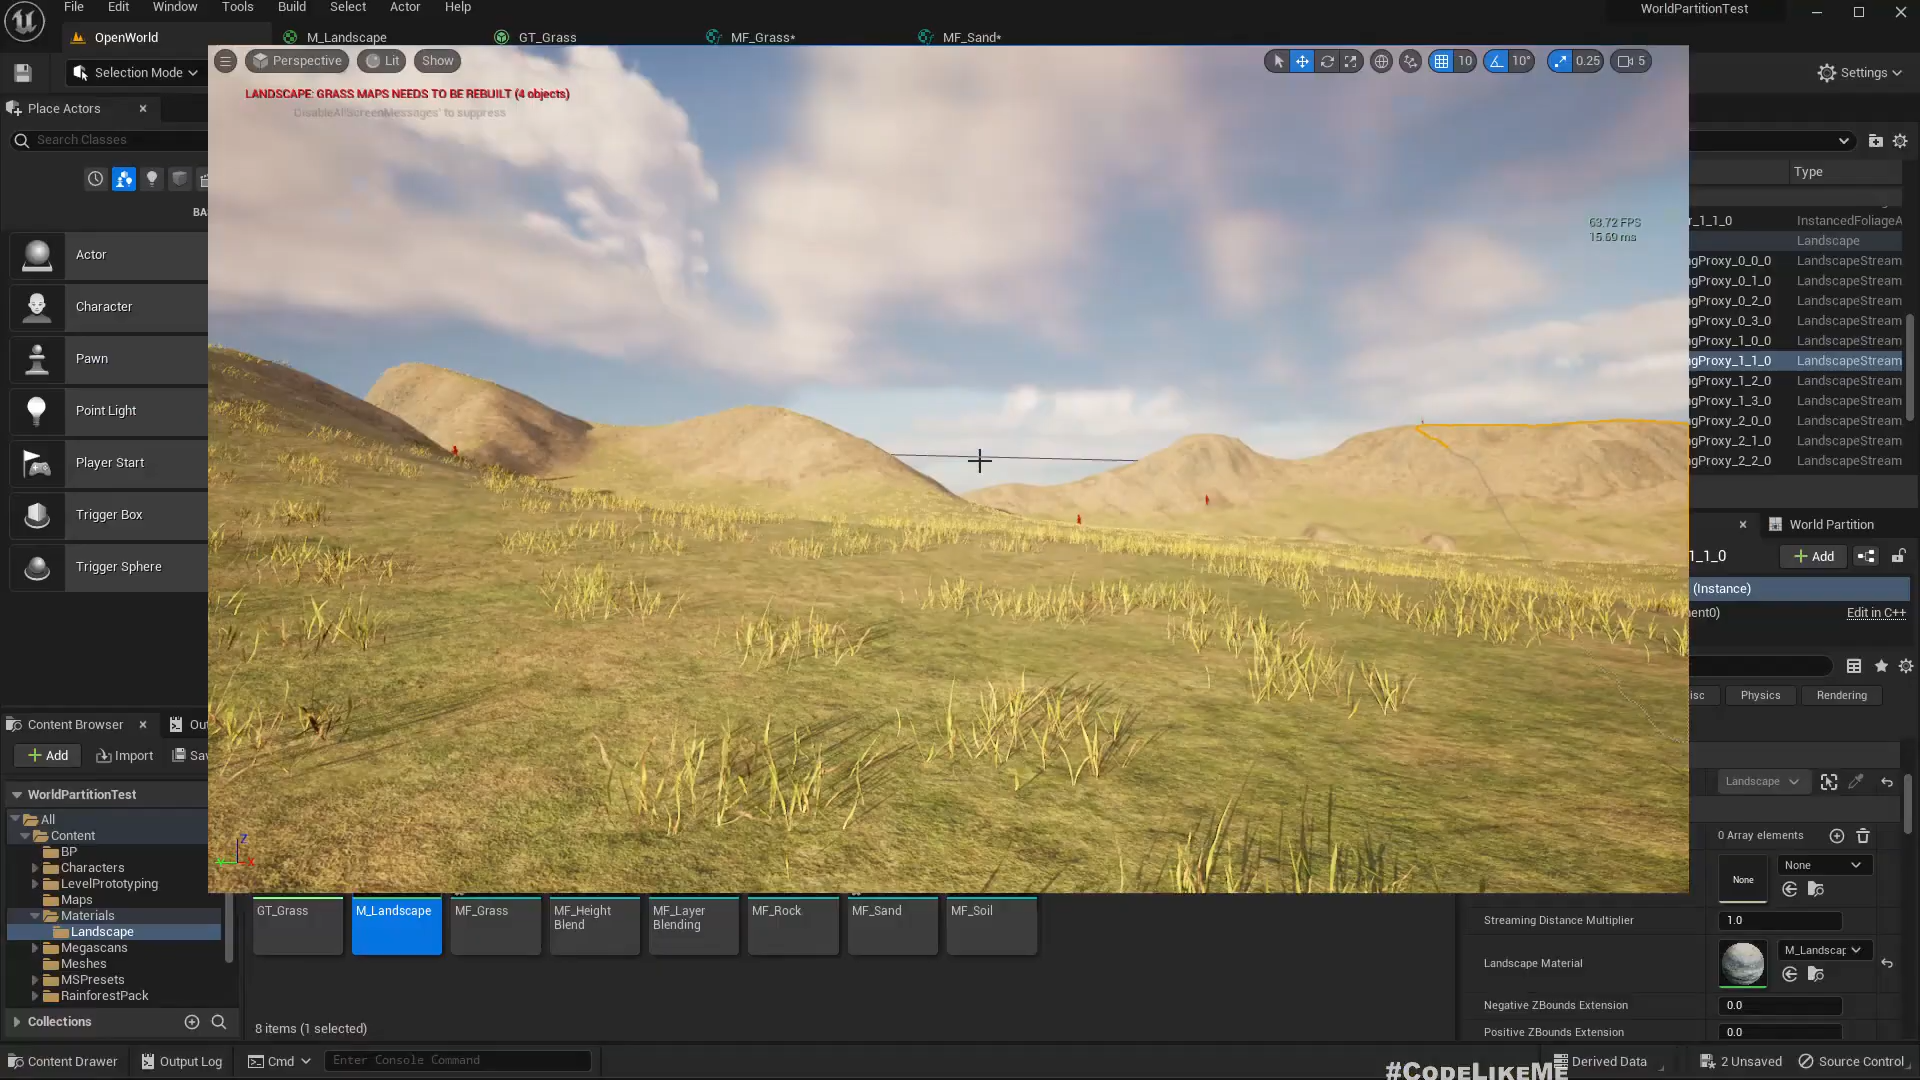 File Edit Window Tools Build Select Actor Help
WorldPartitionTest
OpenWorld
M_Landscape
GT_Grass
MF_Grass*
MF_Sand*
Selection Mode
Settings
Perspective
Lit
Show
10
10°
0.25
5
LANDSCAPE: GRASS MAPS NEEDS TO BE REBUILT (4 objects)
'DisableAllScreenMessages' to suppress
63.72 FPS
15.69 ms
Place Actors
Search Classes
BA
Actor
Character
Pawn
Point Light
Player Start
Trigger Box
Trigger Sphere
Type
r_1_1_0 InstancedFoliageA
Landscape
gProxy_0_0_0 LandscapeStream
gProxy_0_1_0 LandscapeStream
gProxy_0_2_0 LandscapeStream
gProxy_0_3_0 LandscapeStream
gProxy_1_0_0 LandscapeStream
gProxy_1_1_0 LandscapeStream
gProxy_1_2_0 LandscapeStream
gProxy_1_3_0 LandscapeStream
gProxy_2_0_0 LandscapeStream
gProxy_2_1_0 LandscapeStream
gProxy_2_2_0 LandscapeStream
World Partition
1_1_0
Add
(Instance)
ent0)
Edit in C++
isc
Physics
Rendering
Landscape
0 Array elements
None
None
Streaming Distance Multiplier
1.0
Landscape Material
M_Landscap
Negative ZBounds Extension
0.0
Positive ZBounds Extension
0.0
Content Browser
Ou
Add
Import
Sav
WorldPartitionTest
All
Content
BP
Characters
LevelPrototyping
Maps
Materials
Landscape
Megascans
Meshes
MSPresets
RainforestPack
Collections
GT_Grass
M_Landscape
MF_Grass
MF_Height
Blend
MF_Layer
Blending
MF_Rock
MF_Sand
MF_Soil
8 items (1 selected)
Content Drawer
Output Log
Cmd
Enter Console Command
#CodeLikeMe
Derived Data
2 Unsaved
Source Control
X
Z